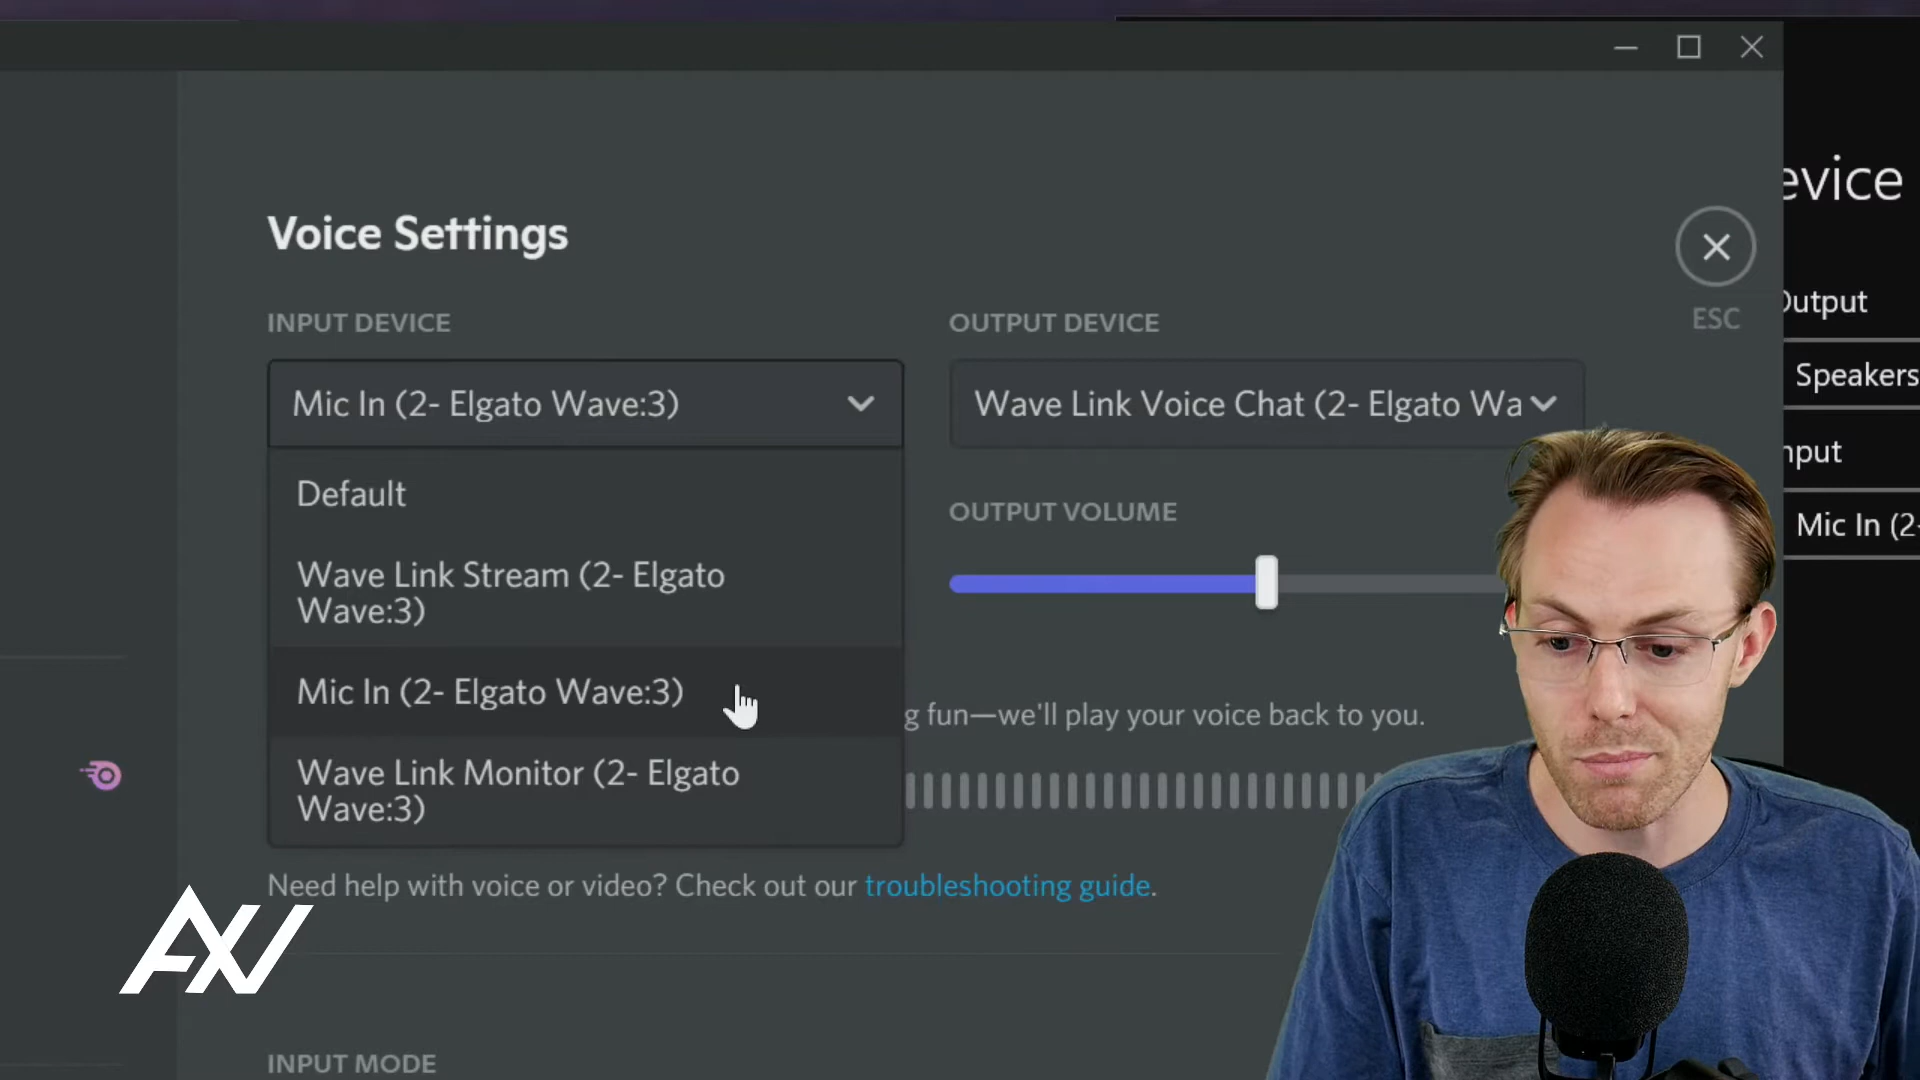 Voice Settings
ESC
INPUT DEVICE
OUTPUT DEVICE
Mic In (2- Elgato Wave:3)
Wave Link Voice Chat (2- Elgato Wa
Default
Wave Link Stream (2- Elgato
Wave:3)
Mic In (2- Elgato Wave:3)
Wave Link Monitor (2- Elgato
Wave:3)
OUTPUT VOLUME
g fun—we'll play your voice back to you.
Need help with voice or video? Check out our troubleshooting guide.
INPUT MODE
evice
Output
Speakers
nput
Mic In (2-